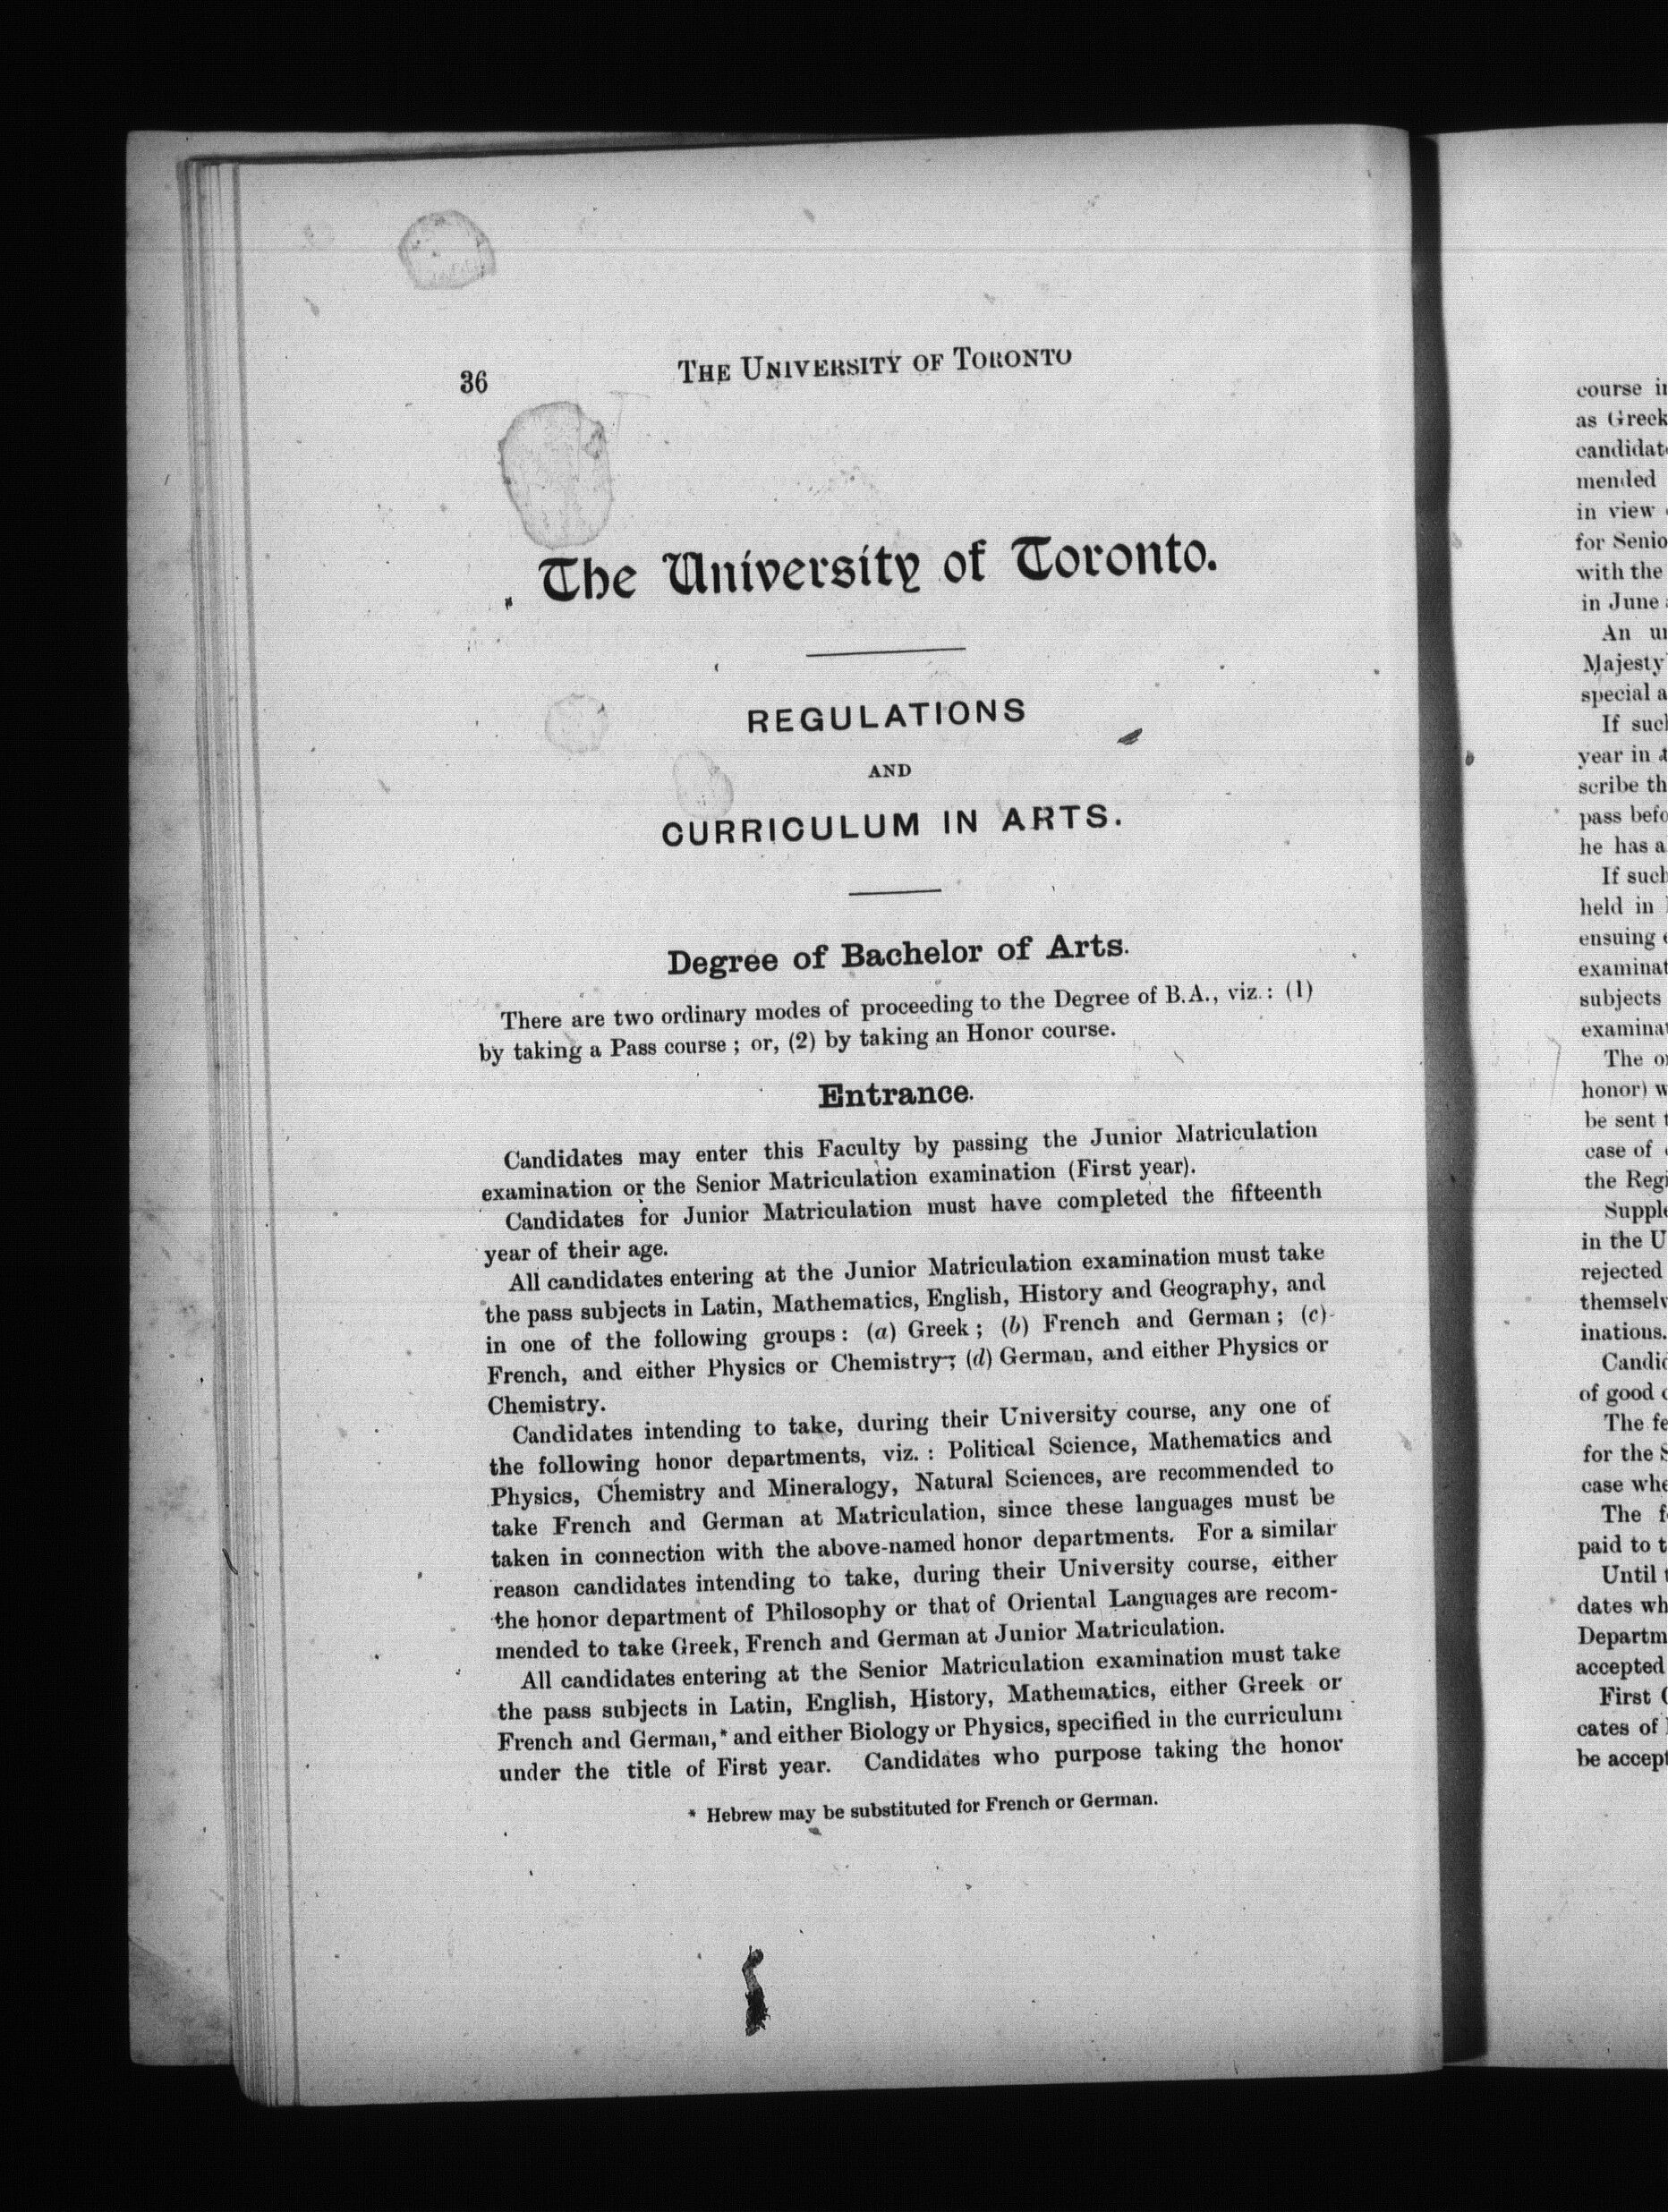 36
THE UNIVERSITY OF TORONTO
The University of Toronto.
REGULATIONS
AND
CURRICULUM IN ARTS.
Degree of Bachelor of Arts.
There are two ordinary modes of proceeding to the Degree of B.A., viz.: (1)
by taking a Pass course; or, (2) by taking an Honor course.
Entrance.
Candidates may enter this Faculty by passing the Junior Matriculation
examination or the Senior Matriculation examination (First year).
Candidates for Junior Matriculation must have completed the fifteenth
year of their age.
All candidates entering at the Junior Matriculation examination must take
the pass subjects in Latin, Mathematics, English, History and Geography, and
in one of the following groups: (a) Greek; (b) French and German; (c)
French, and either Physics or Chemistry; (d) German, and either Physics or
Chemistry.
Candidates intending to take, during their University course, any one of
the following honor departments, viz.: Political Science, Mathematics and
Physics, Chemistry and Mineralogy, Natural Sciences, are recommended to
take French and German at Matriculation, since these languages must be
taken in connection with the above-named honor departments. For a similar
reason candidates intending to take, during their University course, either
the honor department of Philosophy or that of Oriental Languages are recom-
mended to take Greek, French and German at Junior Matriculation.
All candidates entering at the Senior Matriculation examination must take
the pass subjects in Latin, English, History, Mathematics, either Greek or
French and German,* and either Biology or Physics, specified in the curriculum
under the title of First year. Candidates who purpose taking the honor
* Hebrew may be substituted for French or German.
course
as Greek
mended
in view
for Senio
with the
in June
An
Majesty
special a
If
year in
scribe th
pass befo
he has a
If such
held in
ensuing
examinat
subjects
examinat
The
honor) w
be sent t
case of
the Regi
Supple
in the U
rejected
themselv
inations.
Candid
of good
The fe
for the S
case whe
The f
paid to t
Until
dates wh
Departm
accepted
First
cates of
be accept